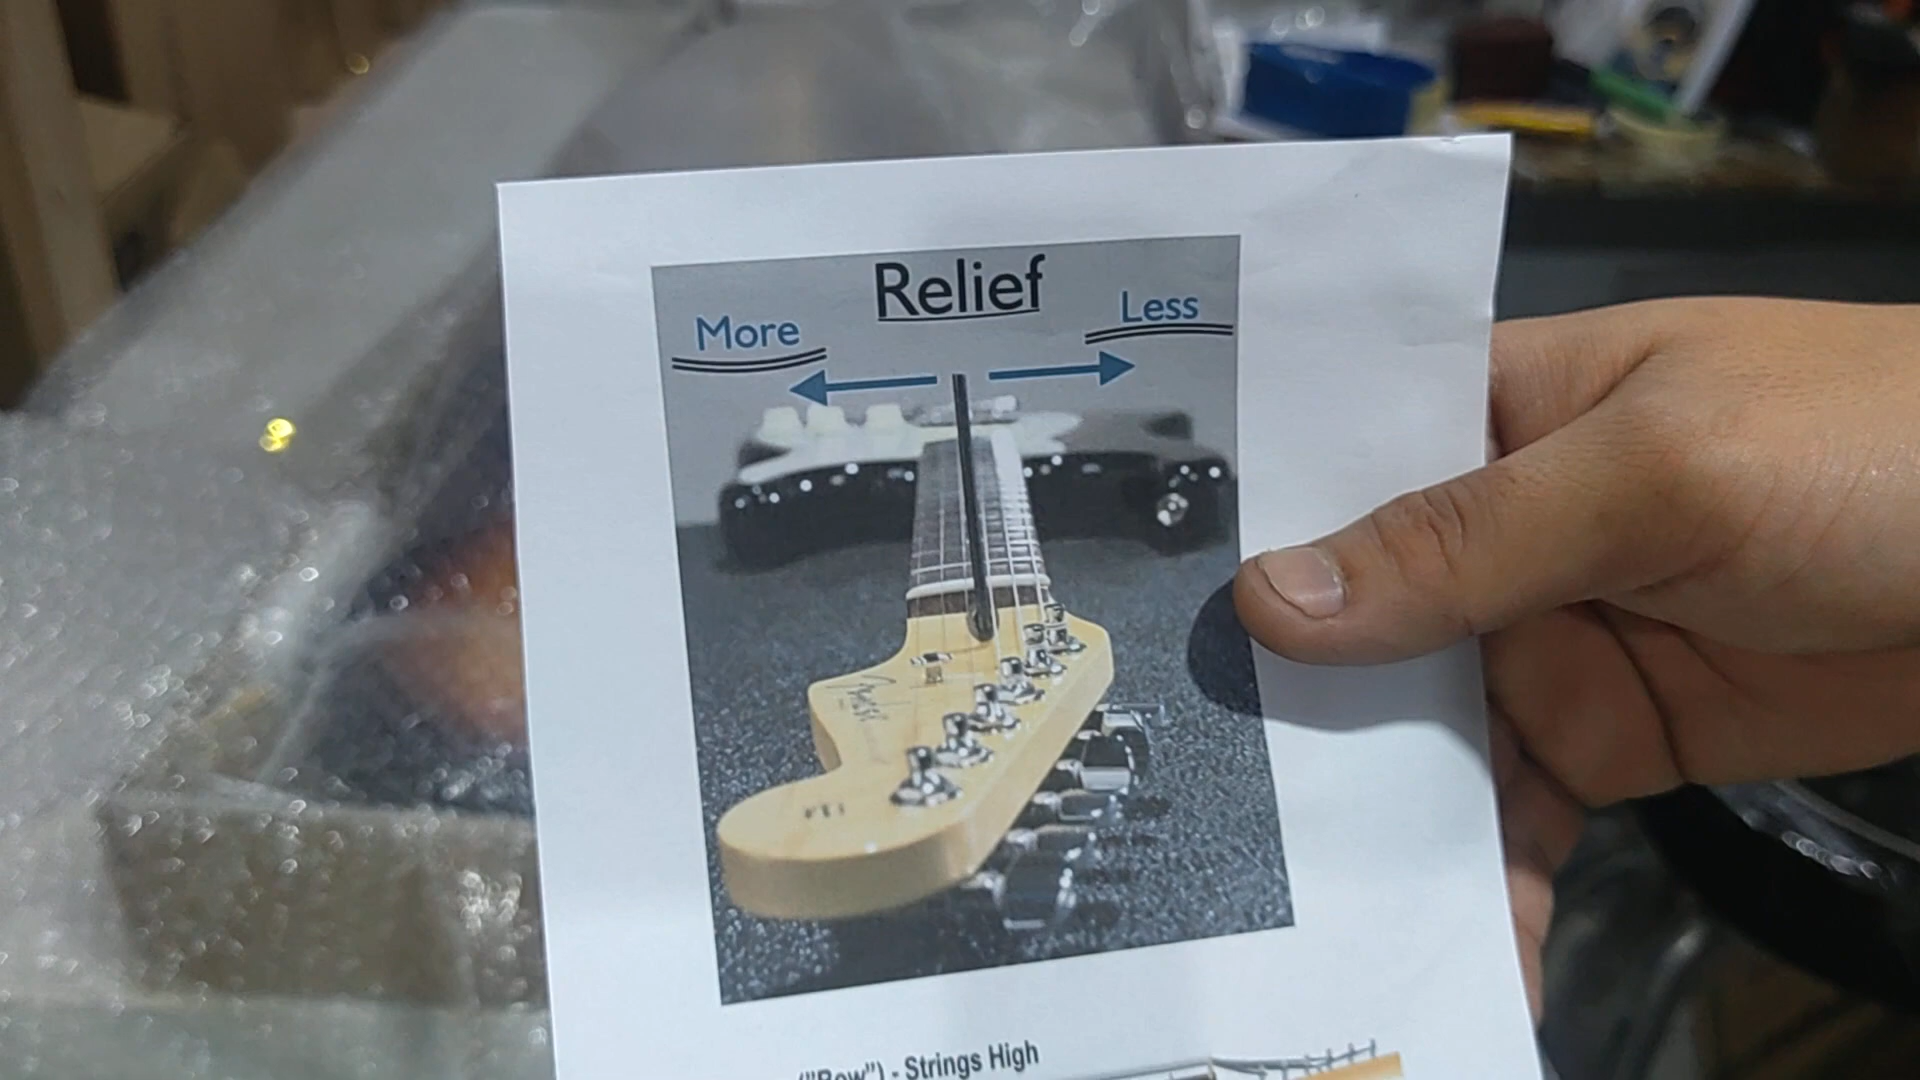 Relief
More
Less
("Bow") - Strings High